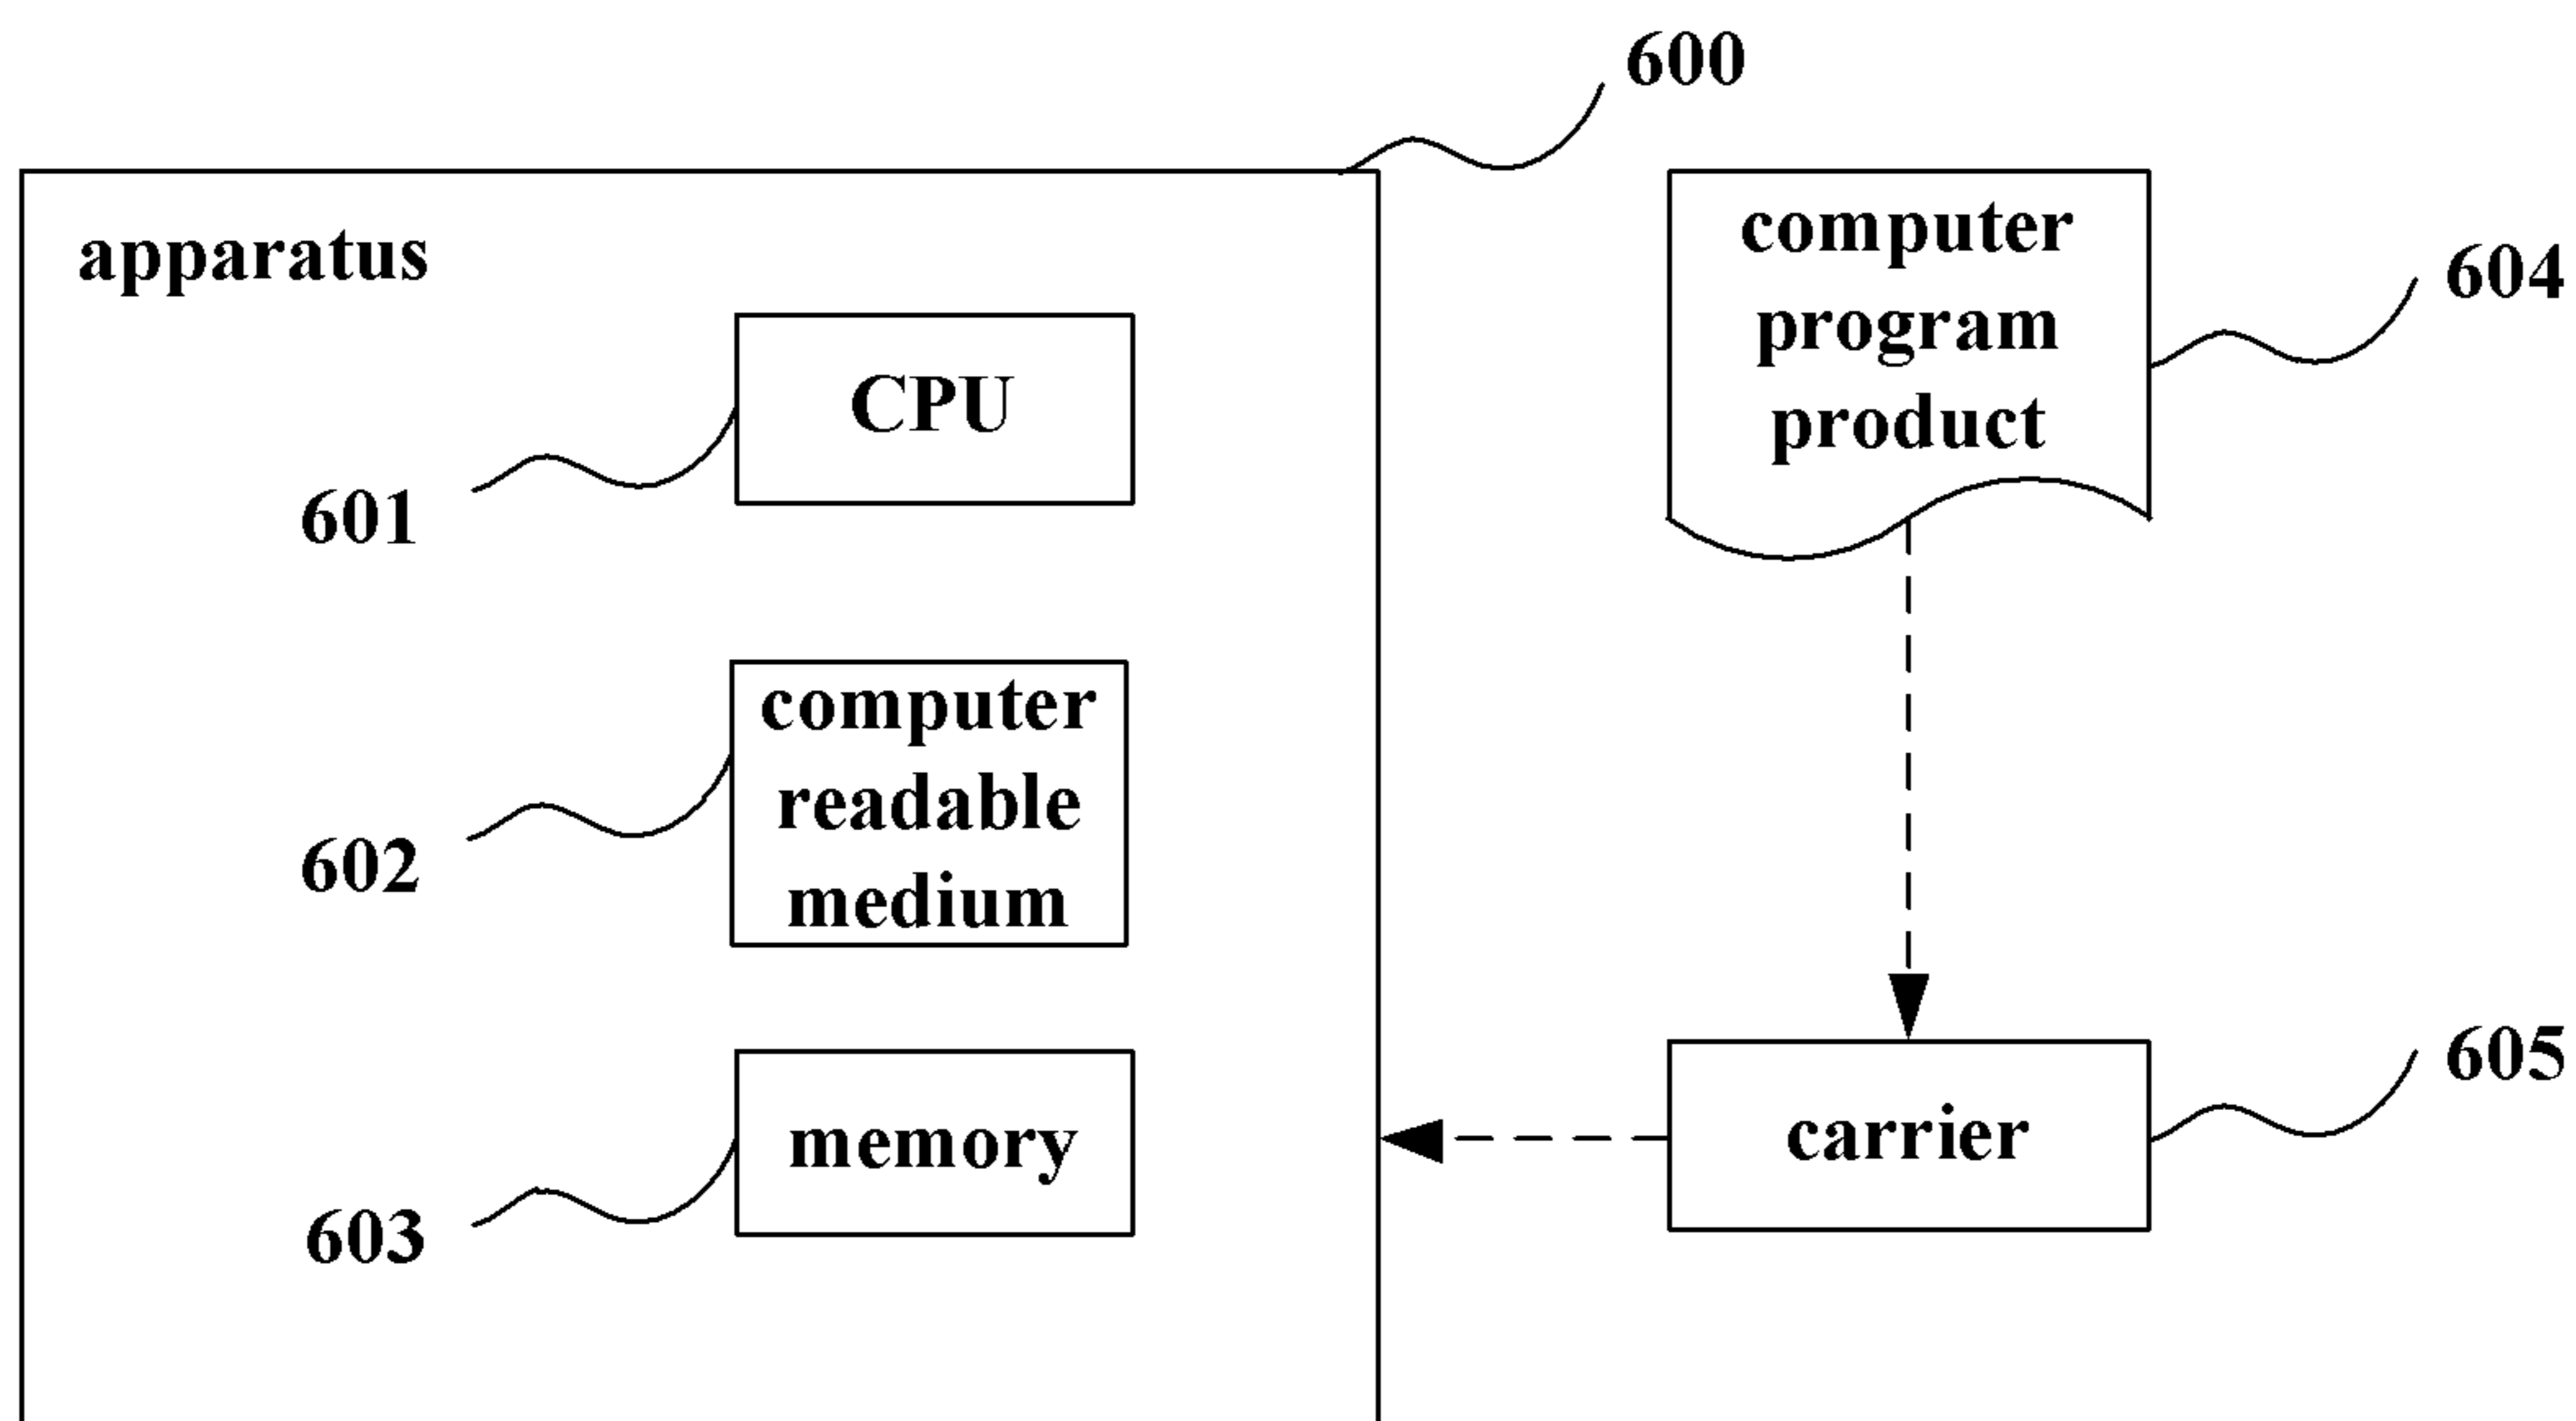 600
apparatus
computer
program
product
604
CPU
601
computer
readable
medium
602
carrier
605
memory
603